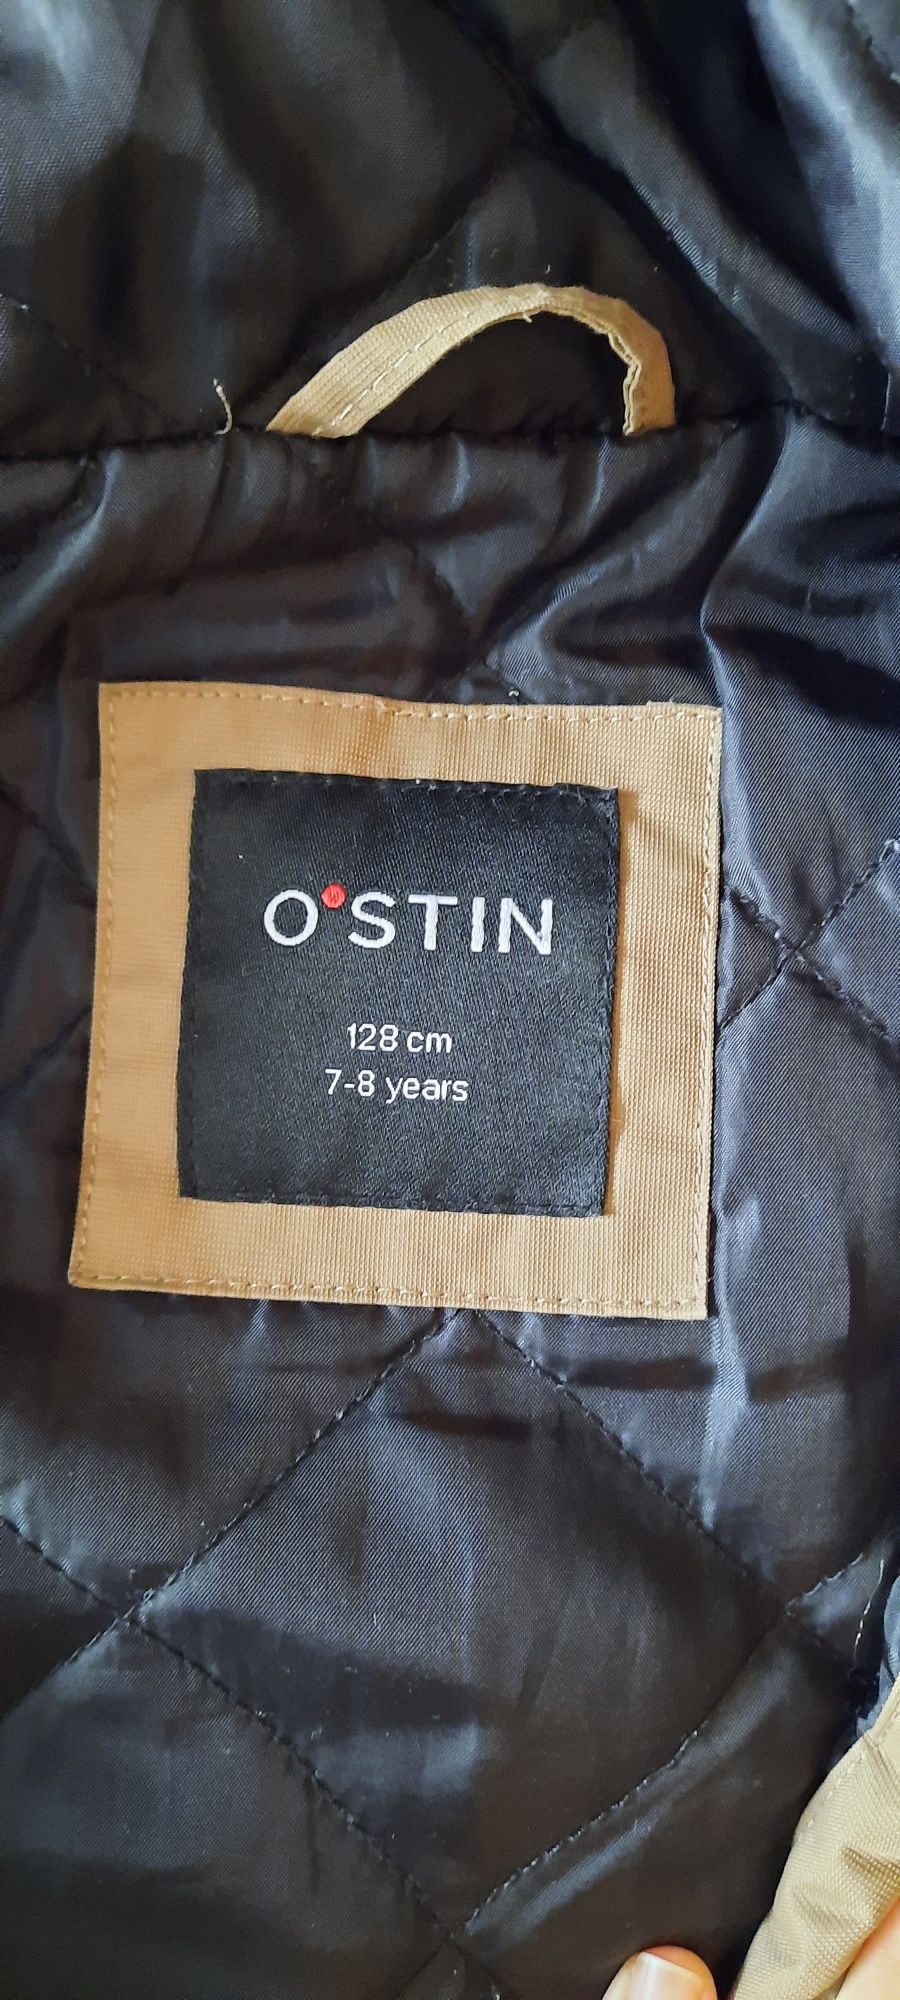 O'STIN
128 cm
7-8 years